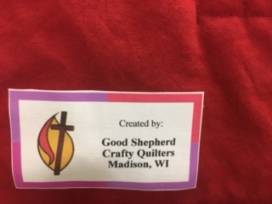 Created by:
Good Shepherd
Crafty Quilters
Madison, WI